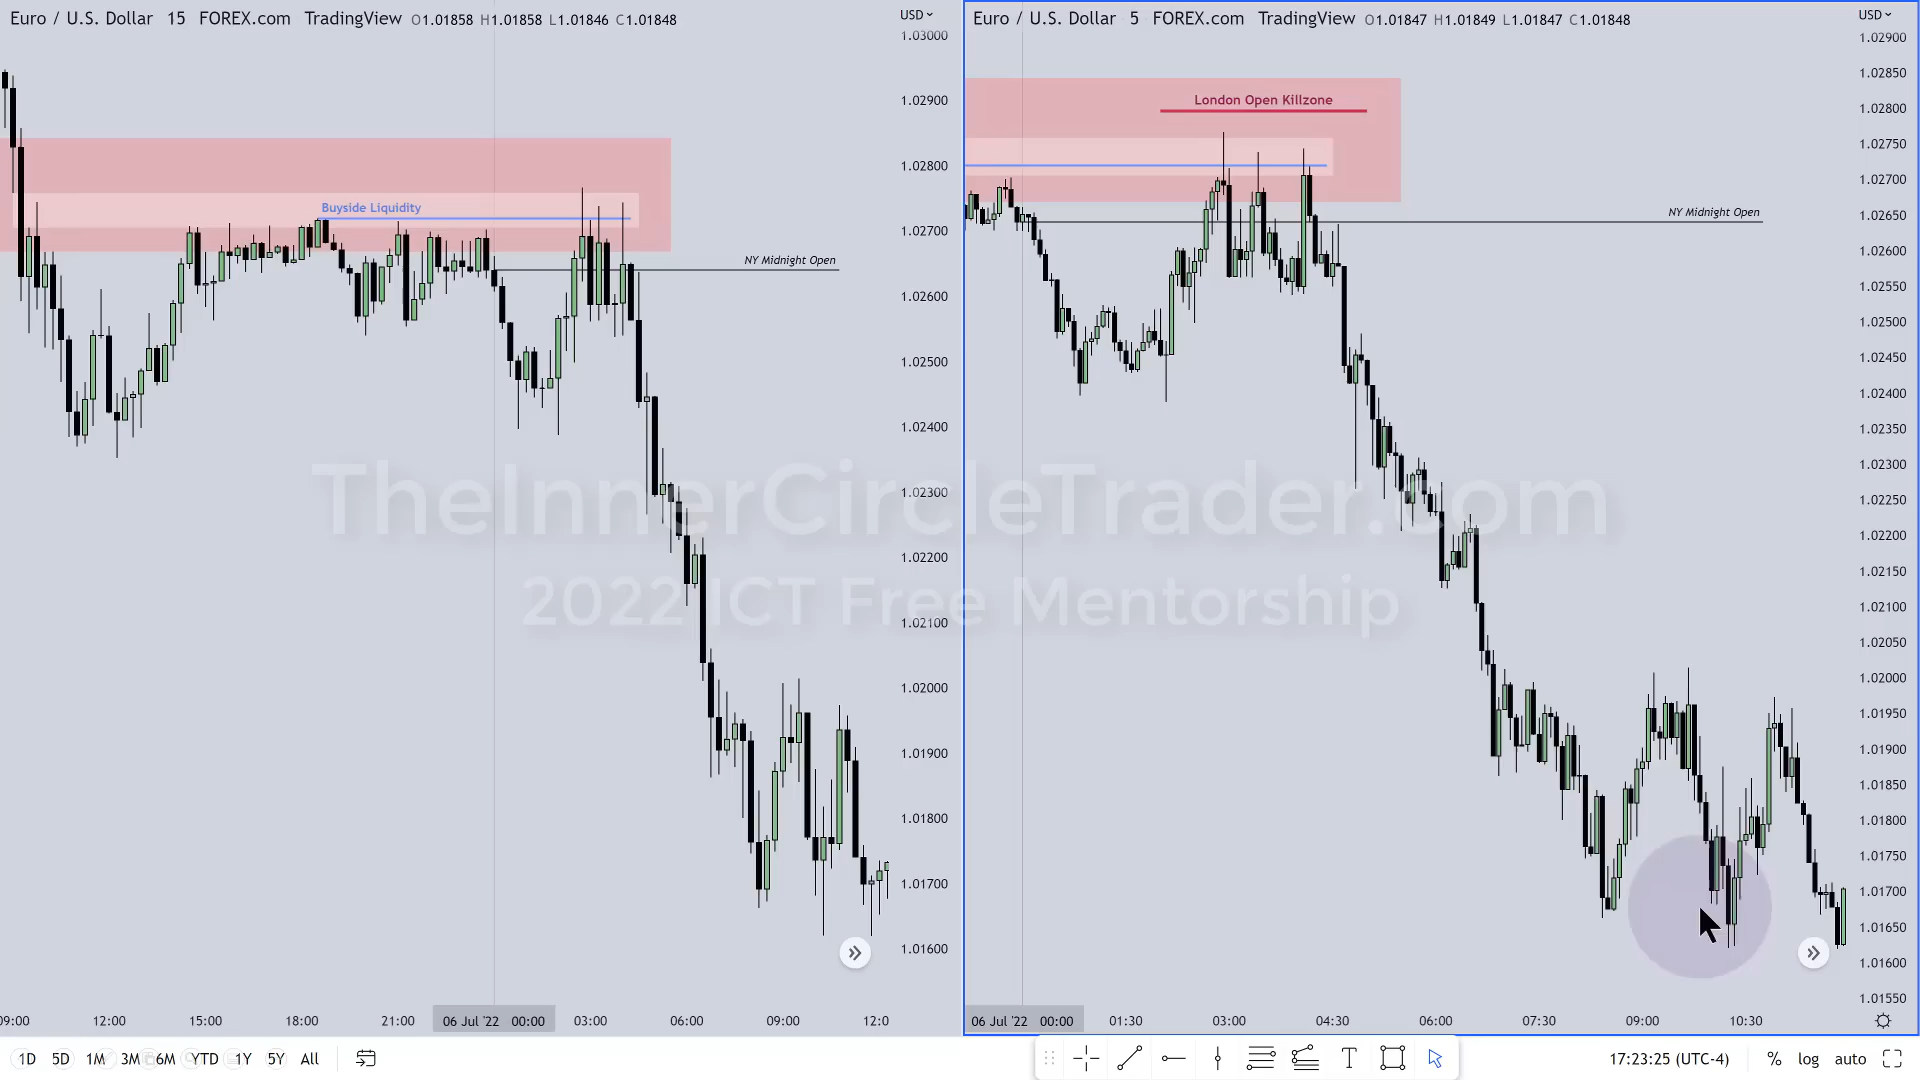 Euro / U.S. Dollar 15 FOREX.com TradingView O1.01858 H1.01858 L1.01846 C1.01848
USD
1.03000
1.02900
1.02800
1.02700
1.02600
1.02500
1.02400
1.02300
1.02200
1.02100
1.02000
1.01900
1.01800
1.01700
1.01600
Buyside Liquidity
NY Midnight Open
09:00 12:00 15:00 18:00 21:00 06 Jul '22 00:00 03:00 06:00 09:00 12:0
Euro / U.S. Dollar 5 FOREX.com TradingView O1.01847 H1.01849 L1.01847 C1.01848
USD
1.02900
1.02850
1.02800
1.02750
1.02700
1.02650
1.02600
1.02550
1.02500
1.02450
1.02400
1.02350
1.02300
1.02250
1.02200
1.02150
1.02100
1.02050
1.02000
1.01950
1.01900
1.01850
1.01800
1.01750
1.01700
1.01650
1.01600
1.01550
London Open Killzone
NY Midnight Open
06 Jul '22 00:00 01:30 03:00 04:30 06:00 07:30 09:00 10:30
TheInnerCircleTrader.com
2022 ICT Free Mentorship
1D 5D 1M 3M 6M YTD 1Y 5Y All
T
17:23:25 (UTC-4) % log auto